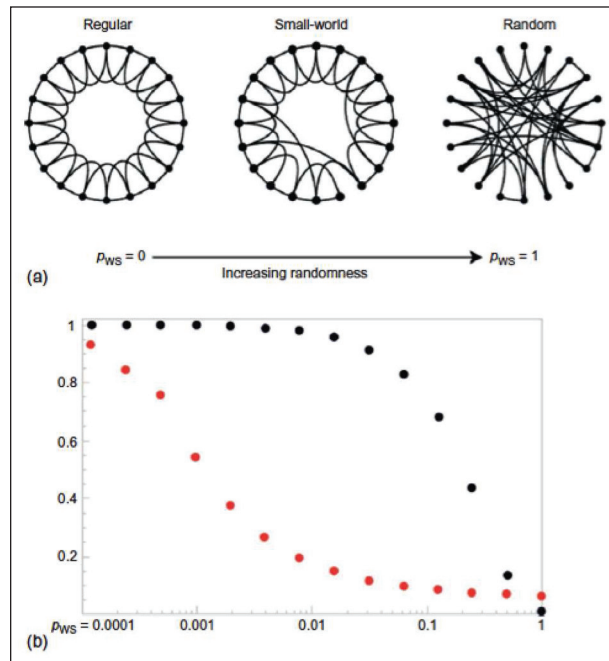 Regular Small-world Random
pWS = 0 pWS = 1
Increasing randomness
(a)
1
0.8
0.6
0.4
0.2
pWS = 0.0001 0.001 0.01 0.1 1
(b)